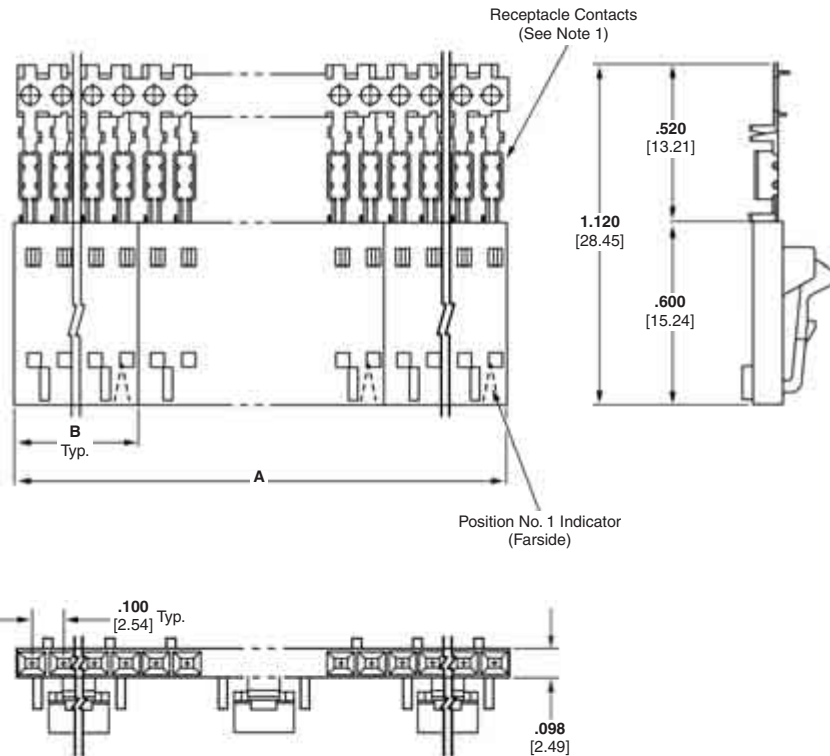 Receptacle Contacts
(See Note 1)
.520
[13.21]
1.120
[28.45]
.600
[15.24]
B
Typ.
A
Position No. 1 Indicator
(Farside)
.100
[2.54] Typ.
.098
[2.49]